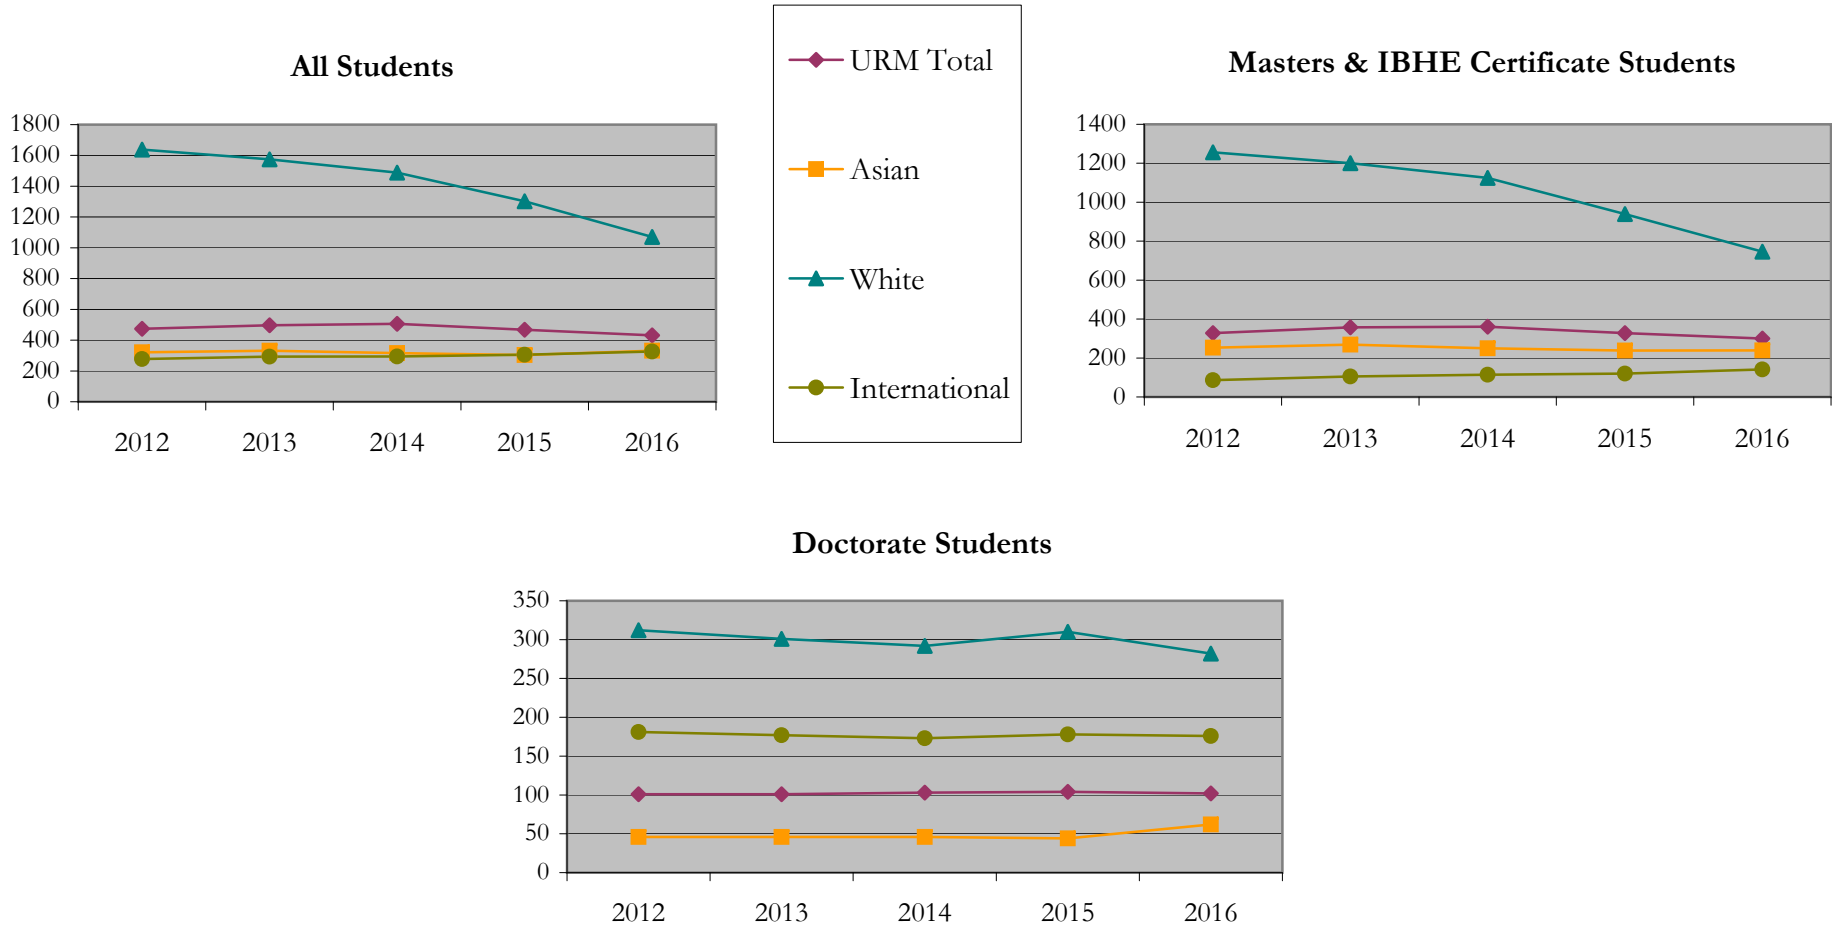 All Students
1800
1600
1400
1200
1000
800
600
400
200
0
2012 2013 2014 2015 2016
URM Total
Asian
White
International
Masters & IBHE Certificate Students
1400
1200
1000
800
600
400
200
0
2012 2013 2014 2015 2016
Doctorate Students
350
300
250
200
150
100
50
0
2012 2013 2014 2015 2016